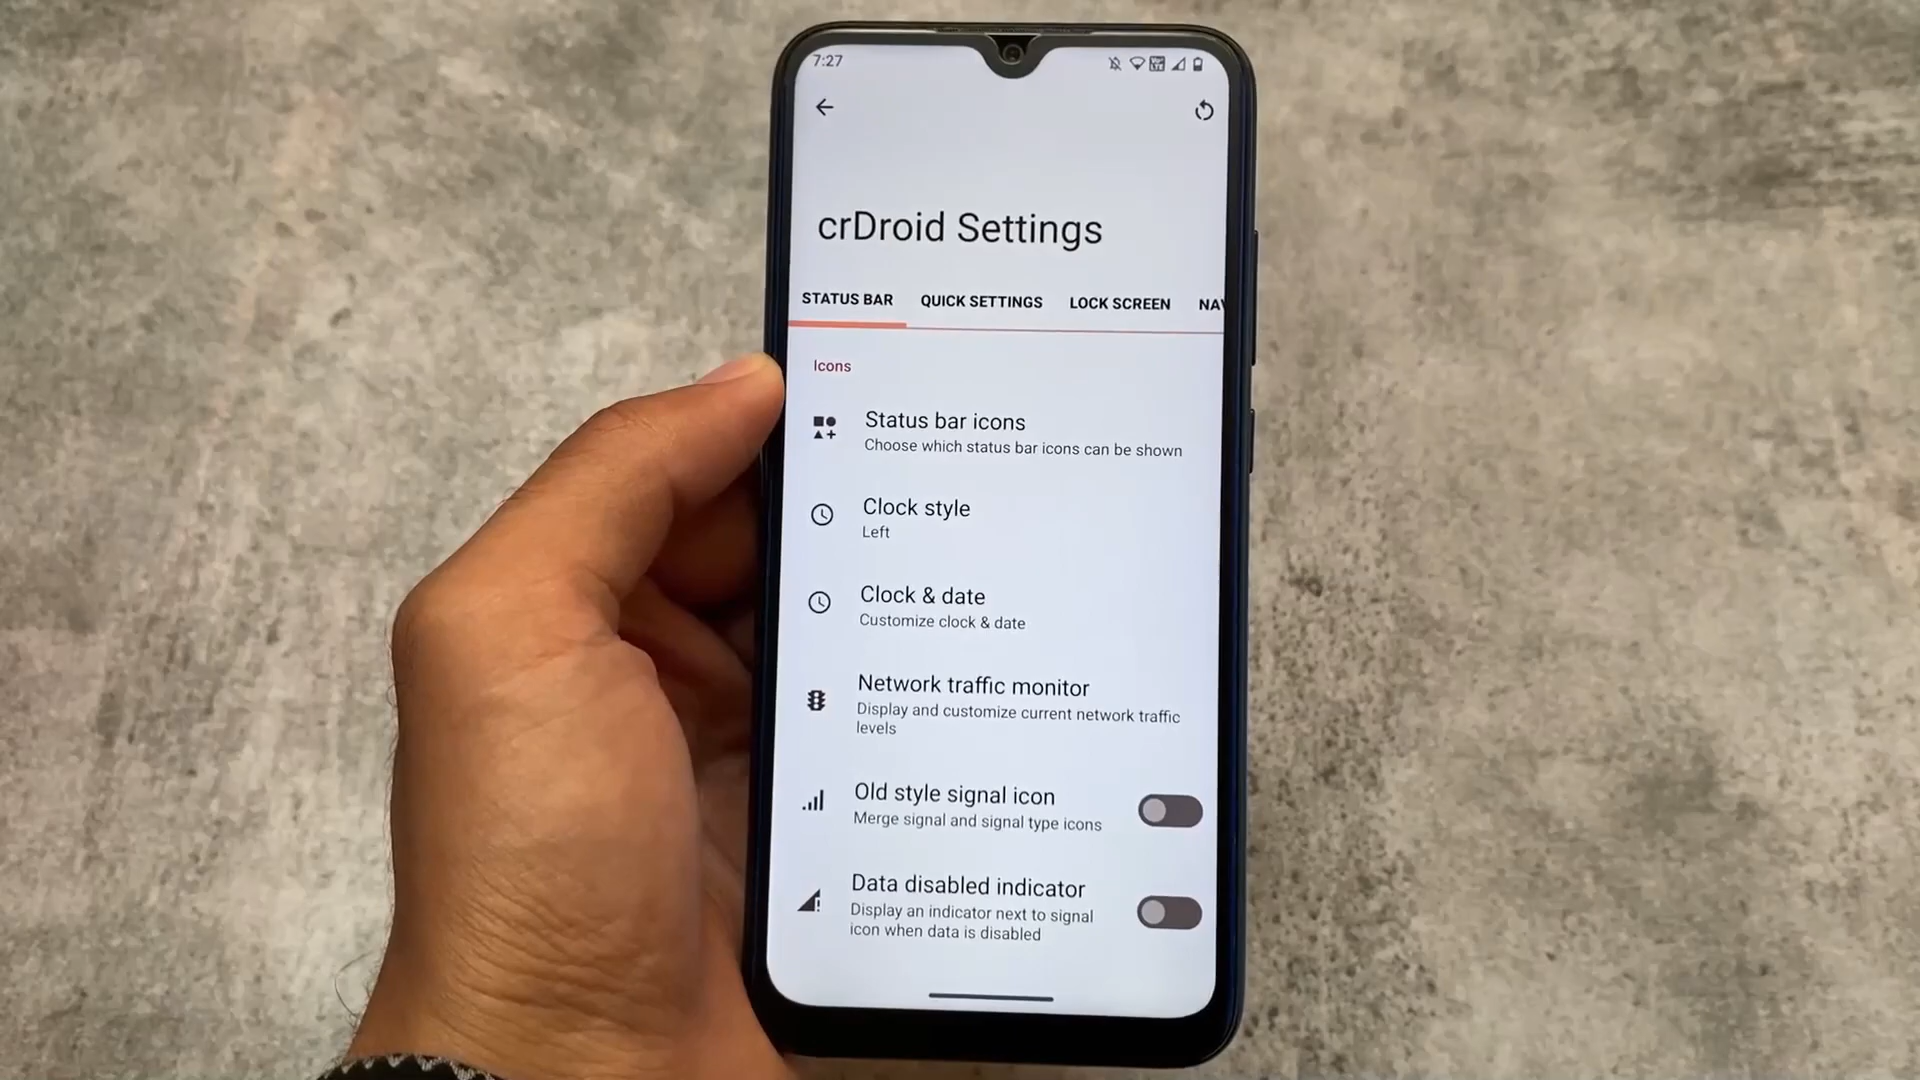 7:27
crDroid Settings
STATUS BAR QUICK SETTINGS LOCK SCREEN NAV
Icons
Status bar icons
Choose which status bar icons can be shown
Clock style
Left
Clock & date
Customize clock & date
Network traffic monitor
Display and customize current network traffic
levels
Old style signal icon
Merge signal and signal type icons
Data disabled indicator
Display an indicator next to signal
icon when data is disabled